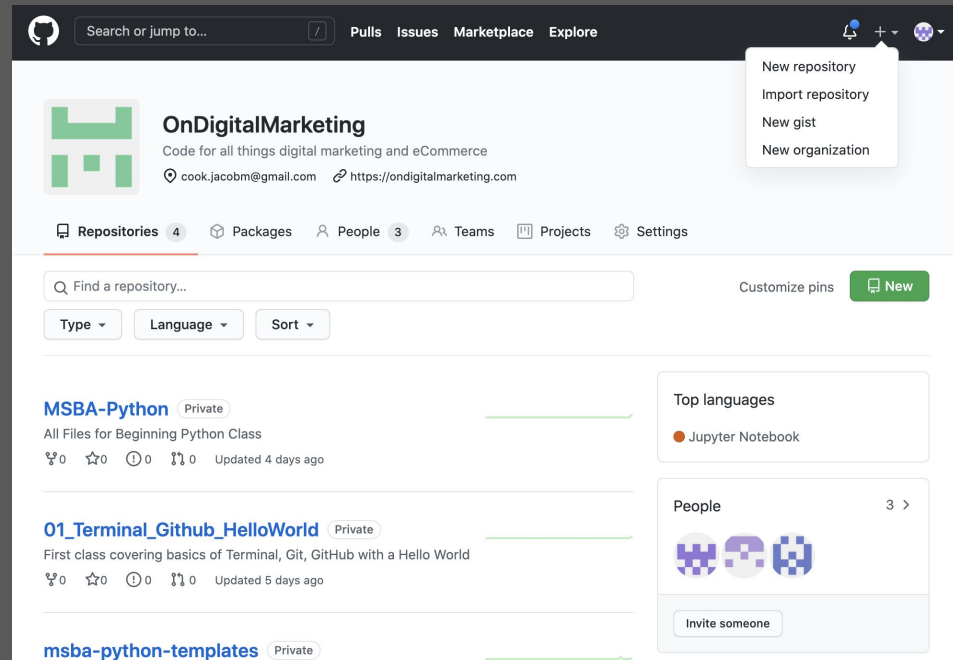 Search or jump to... / Pulls Issues Marketplace Explore
New repository
Import repository
New gist
New organization
OnDigitalMarketing
Code for all things digital marketing and eCommerce
cook.jacobm@gmail.com https://ondigitalmarketing.com
Repositories 4 Packages People 3 Teams Projects Settings
Find a repository... Customize pins New
Type Language Sort
MSBA-Python Private
All Files for Beginning Python Class
0 0 0 0 Updated 4 days ago
01_Terminal_Github_HelloWorld Private
First class covering basics of Terminal, Git, GitHub with a Hello World
0 0 0 0 Updated 5 days ago
msba-python-templates Private
Top languages
Jupyter Notebook
People 3 >
Invite someone